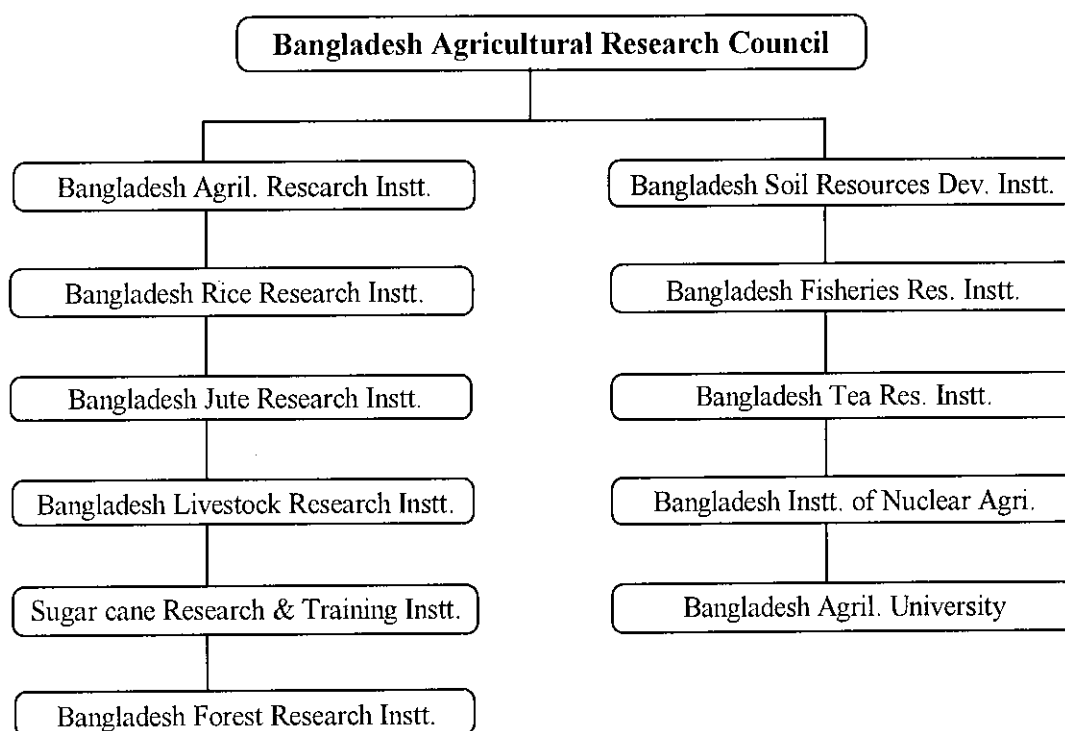 Bangladesh Agricultural Research Council
Bangladesh Agril. Research Instt.
Bangladesh Rice Research Instt.
Bangladesh Jute Research Instt.
Bangladesh Livestock Research Instt.
Sugar cane Research & Training Instt.
Bangladesh Forest Research Instt.
Bangladesh Soil Resources Dev. Instt.
Bangladesh Fisheries Res. Instt.
Bangladesh Tea Res. Instt.
Bangladesh Instt. of Nuclear Agri.
Bangladesh Agril. University